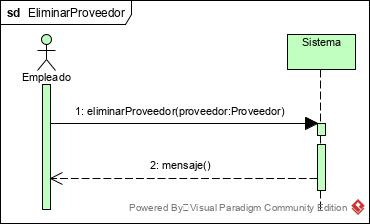 sd EliminarProveedor
Sistema
Empleado
1: eliminarProveedor(proveedor:Proveedor)
2: mensaje()
Powered By Visual Paradigm Community Edition